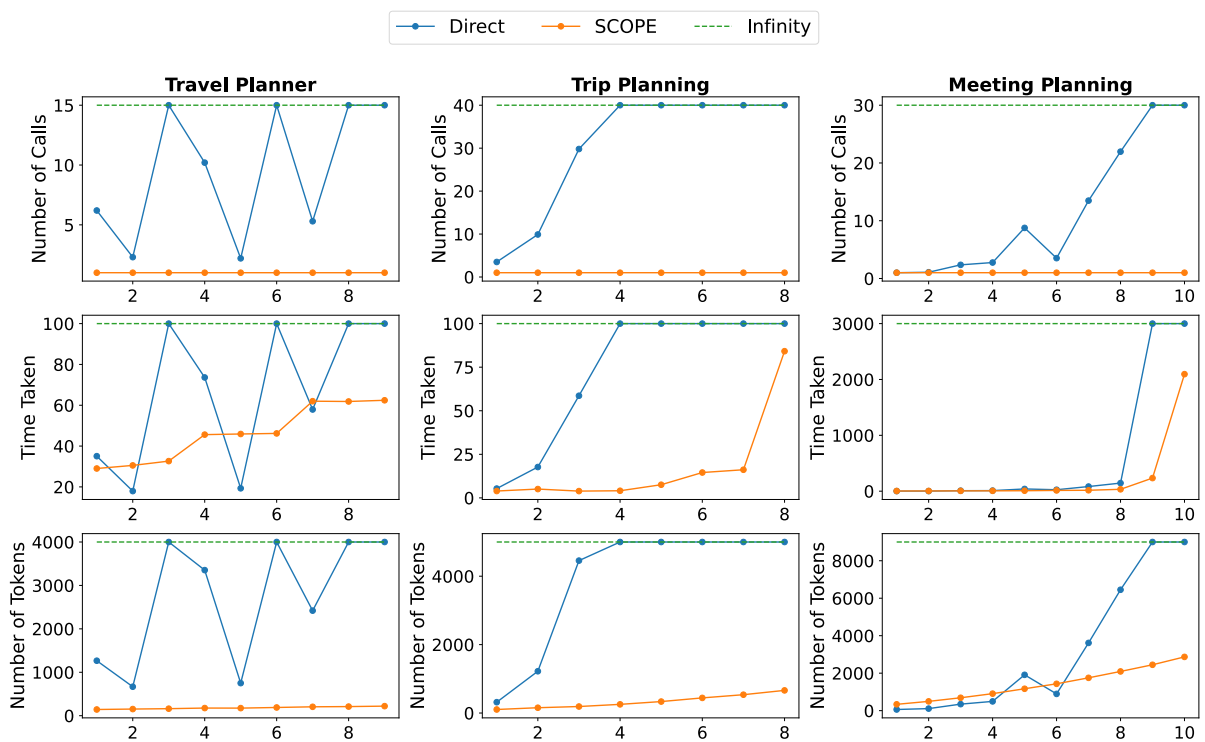 Direct SCOPE Infinity
Travel Planner
Number of Calls
15
10
5
2 4 6 8
Trip Planning
Number of Calls
40
30
20
10
0
2 4 6 8
Meeting Planning
Number of Calls
30
20
10
0
2 4 6 8 10
Time Taken
100
80
60
40
20
2 4 6 8
Time Taken
100
75
50
25
0
2 4 6 8
Time Taken
3000
2000
1000
0
2 4 6 8 10
Number of Tokens
4000
3000
2000
1000
0
2 4 6 8
Number of Tokens
4000
2000
0
2 4 6 8
Number of Tokens
8000
6000
4000
2000
0
2 4 6 8 10